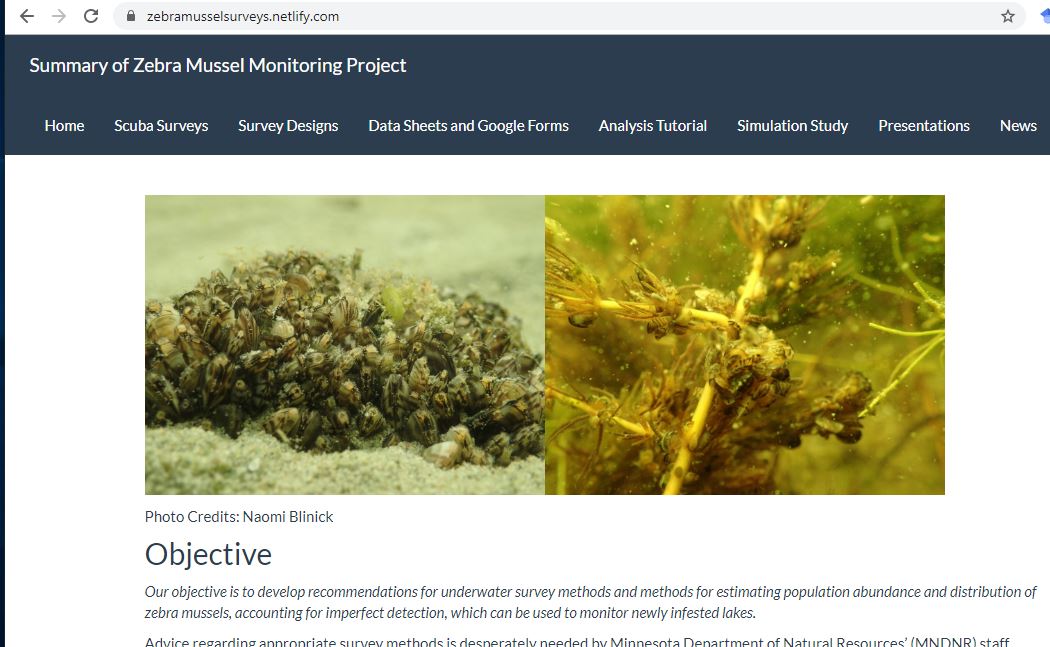 zebramusselsurveys.netlify.com
Summary of Zebra Mussel Monitoring Project
Home Scuba Surveys Survey Designs Data Sheets and Google Forms Analysis Tutorial Simulation Study Presentations News
Photo Credits: Naomi Blinick
Objective
Our objective is to develop recommendations for underwater survey methods and methods for estimating population abundance and distribution of
zebra mussels, accounting for imperfect detection, which can be used to monitor newly infested lakes.
Advice regarding appropriate survey methods is desperately needed by Minnesota Department of Natural Resources’ (MNDNR) staff